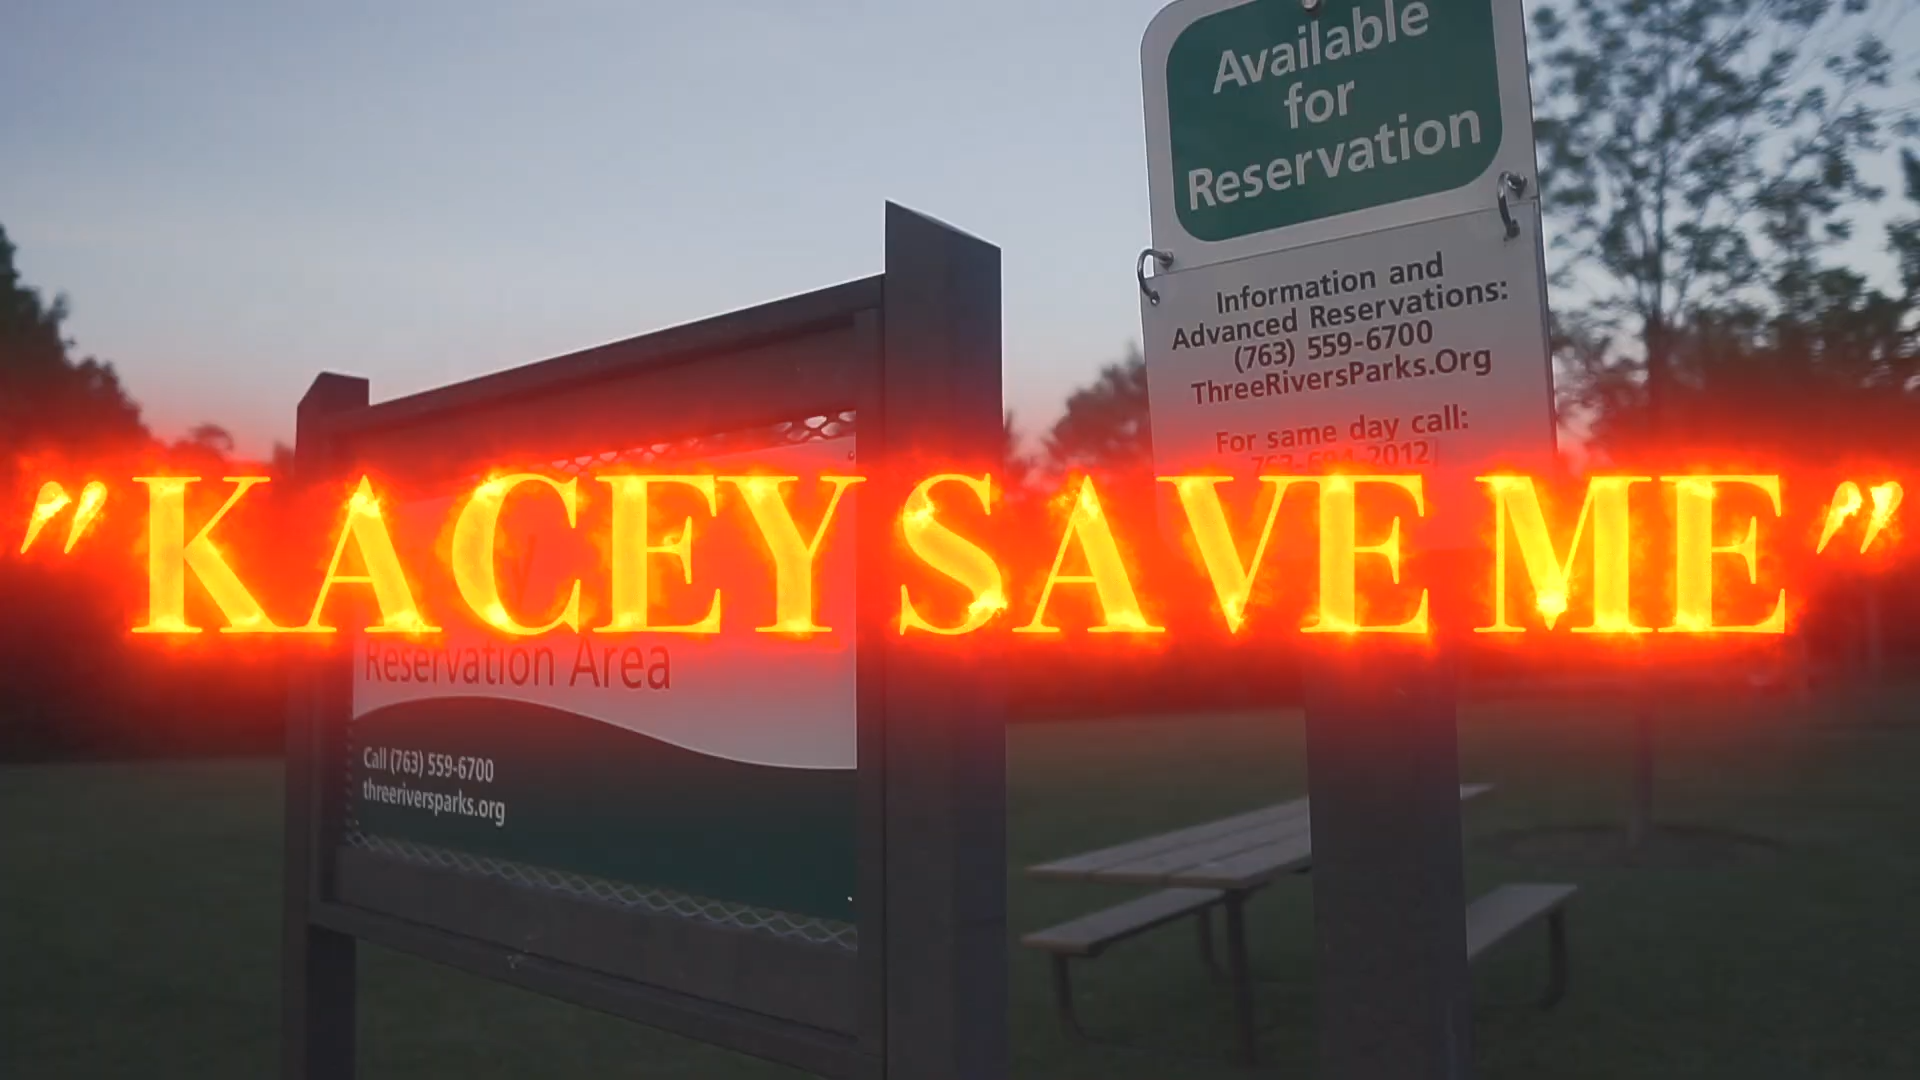 Available
for
Reservation
Information and
Advanced Reservations:
(763) 559-6700
ThreeRiversParks.Org
For same day call:
"KACEY SAVE ME"
Reservation Area
Call (763) 559-6700
threeriversparks.org